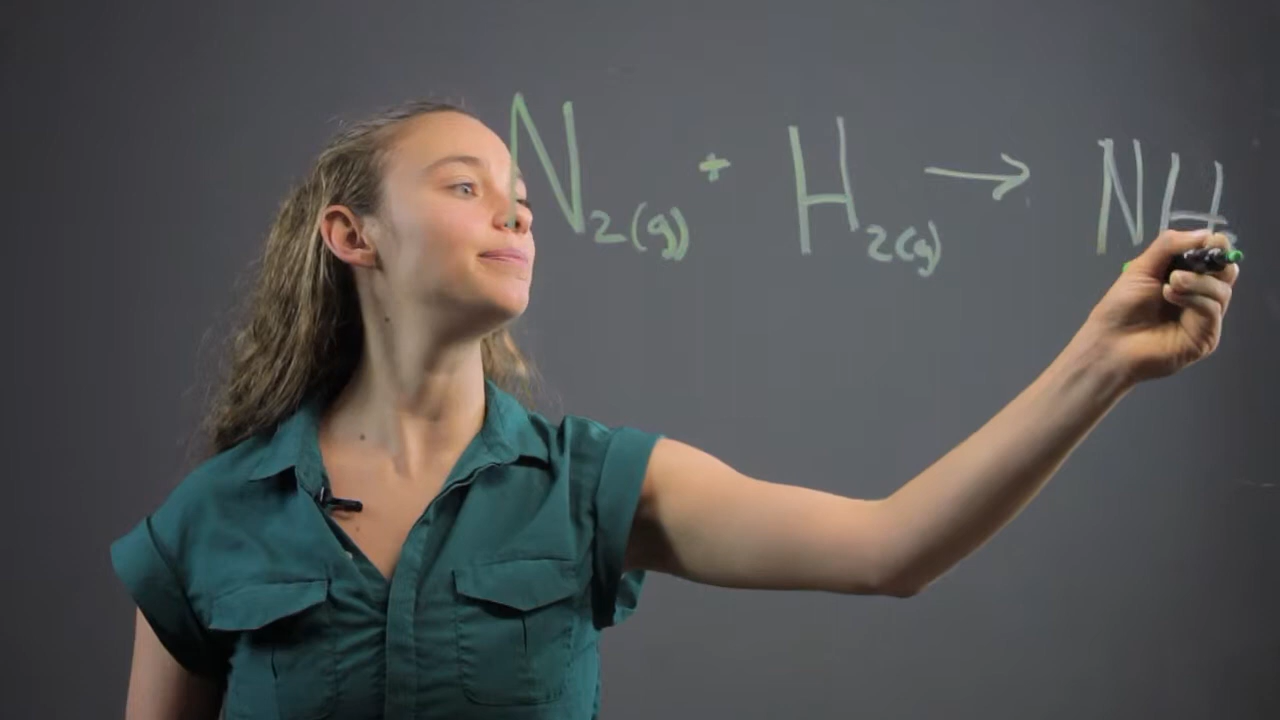 N₂(g) + H₂(g) → NH